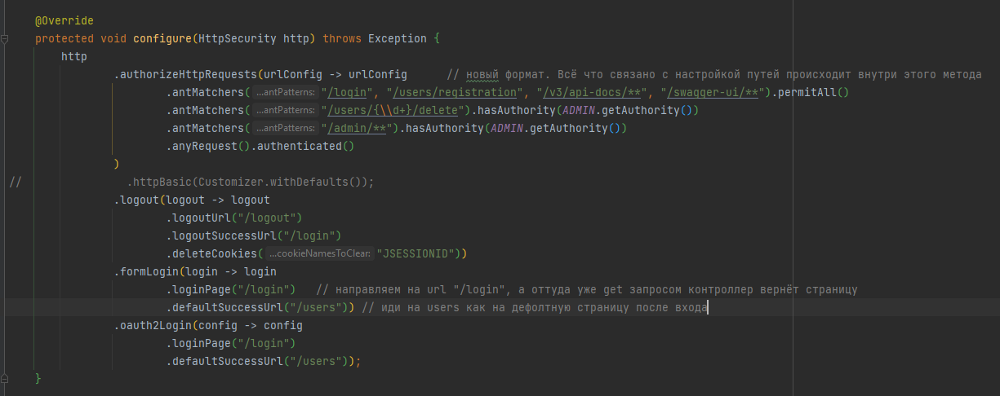 @Override
protected void configure(HttpSecurity http) throws Exception {
http
.authorizeHttpRequests(urlConfig -> urlConfig // новый формат. Всё что связано с настройкой путей происходит внутри этого метода
.antMatchers( ...antPatterns: "/login", "/users/registration", "/v3/api-docs/**", "/swagger-ui/**").permitAll()
.antMatchers( ...antPatterns: "/users/{\\d+}/delete").hasAuthority(ADMIN.getAuthority())
.antMatchers( ...antPatterns: "/admin/**").hasAuthority(ADMIN.getAuthority())
.anyRequest().authenticated()
)
// .httpBasic(Customizer.withDefaults());
.logout(logout -> logout
.logoutUrl("/logout")
.logoutSuccessUrl("/login")
.deleteCookies( ...cookieNamesToClear: "JSESSIONID"))
.formLogin(login -> login
.loginPage("/login") // направляем на url "/login", а оттуда уже get запросом контроллер вернёт страницу
.defaultSuccessUrl("/users")) // иди на users как на дефолтную страницу после входа
.oauth2Login(config -> config
.loginPage("/login")
.defaultSuccessUrl("/users"));
}